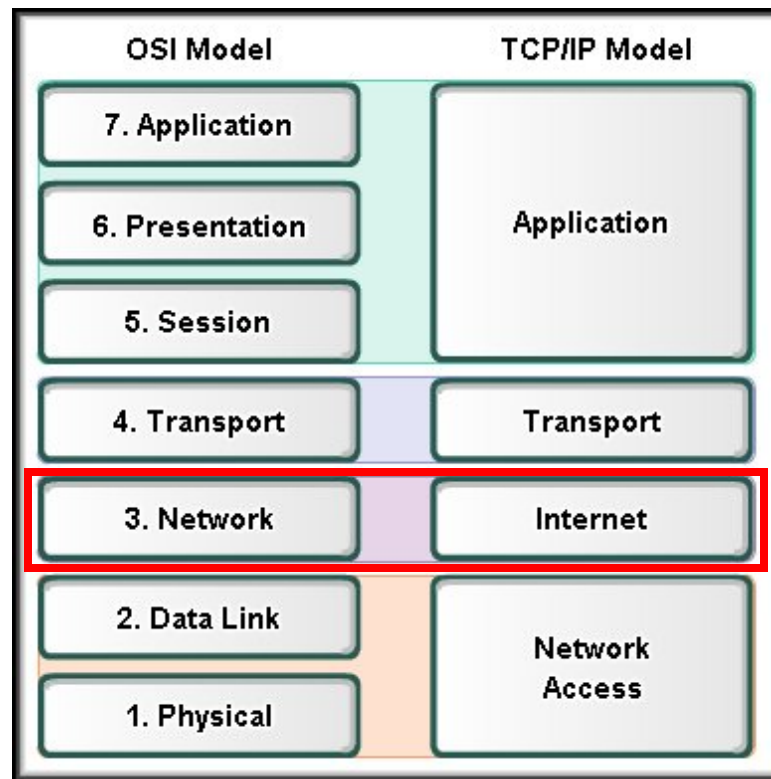 OSI Model
TCP/IP Model
7. Application
6. Presentation
5. Session
Application
4. Transport
Transport
3. Network
Internet
2. Data Link
1. Physical
Network
Access